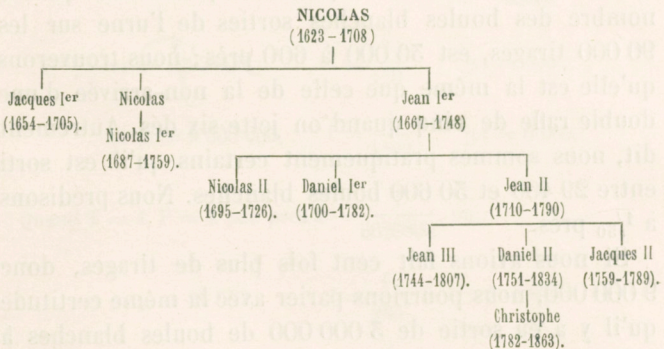 NICOLAS
(1623-1708)
Jacques Ier
(1654-1705).
Nicolas
Nicolas Ier
(1687-1759).
Jean Ier
(1667-1748)
Nicolas II
(1695-1726).
Daniel Ier
(1700-1782).
Jean II
(1710-1790)
Jean III
(1744-1807).
Daniel II
(1751-1834)
Jacques II
(1759-1789).
Christophe
(1782-1863).